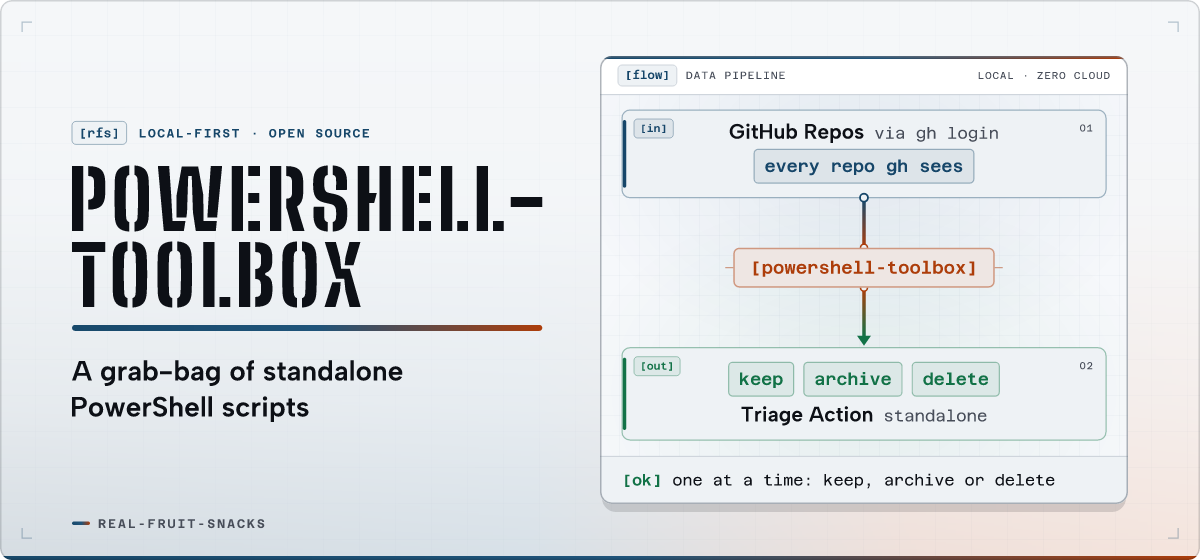 [rfs] LOCAL-FIRST · OPEN SOURCE
POWERSHELL-
TOOLBOX
A grab-bag of standalone
PowerShell scripts
REAL-FRUIT-SNACKS
[flow] DATA PIPELINE
LOCAL · ZERO CLOUD
[in]
GitHub Repos via gh login
01
every repo gh sees
[powershell-toolbox]
[out]
keep archive delete
02
Triage Action standalone
[ok] one at a time: keep, archive or delete